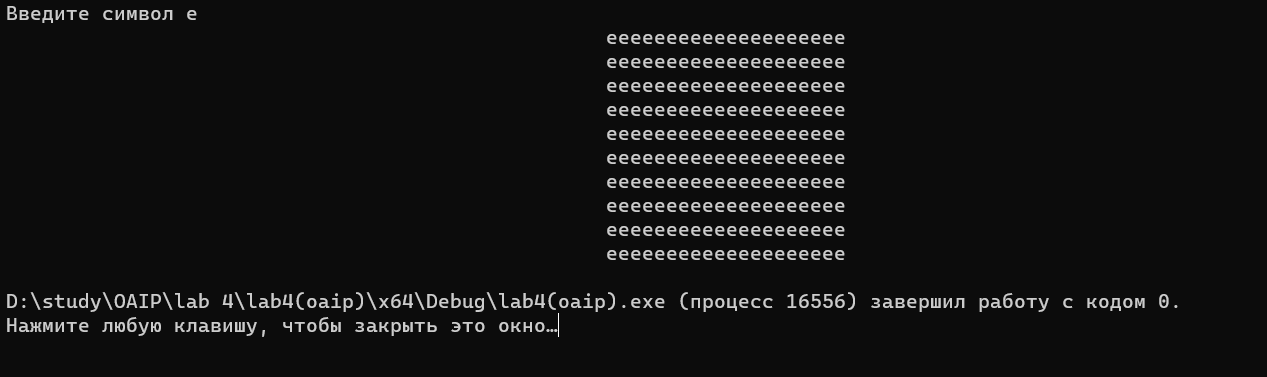 Введите символ e
eeeeeeeeeeeeeeeeeeee
eeeeeeeeeeeeeeeeeeee
eeeeeeeeeeeeeeeeeeee
eeeeeeeeeeeeeeeeeeee
eeeeeeeeeeeeeeeeeeee
eeeeeeeeeeeeeeeeeeee
eeeeeeeeeeeeeeeeeeee
eeeeeeeeeeeeeeeeeeee
eeeeeeeeeeeeeeeeeeee
eeeeeeeeeeeeeeeeeeee
D:\study\OAIP\lab 4\lab4(oaip)\x64\Debug\lab4(oaip).exe (процесс 16556) завершил работу с кодом 0.
Нажмите любую клавишу, чтобы закрыть это окно…